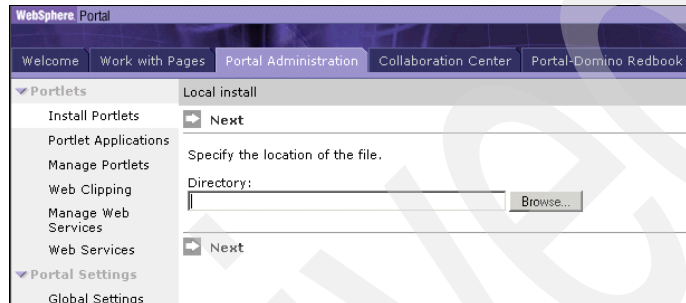 WebSphere Portal
Welcome Work with Pages Portal Administration Collaboration Center Portal-Domino Redbook
Portlets
Install Portlets
Portlet Applications
Manage Portlets
Web Clipping
Manage Web
Services
Web Services
Portal Settings
Global Settings
Local install
Next
Specify the location of the file.
Directory:
Browse...
Next